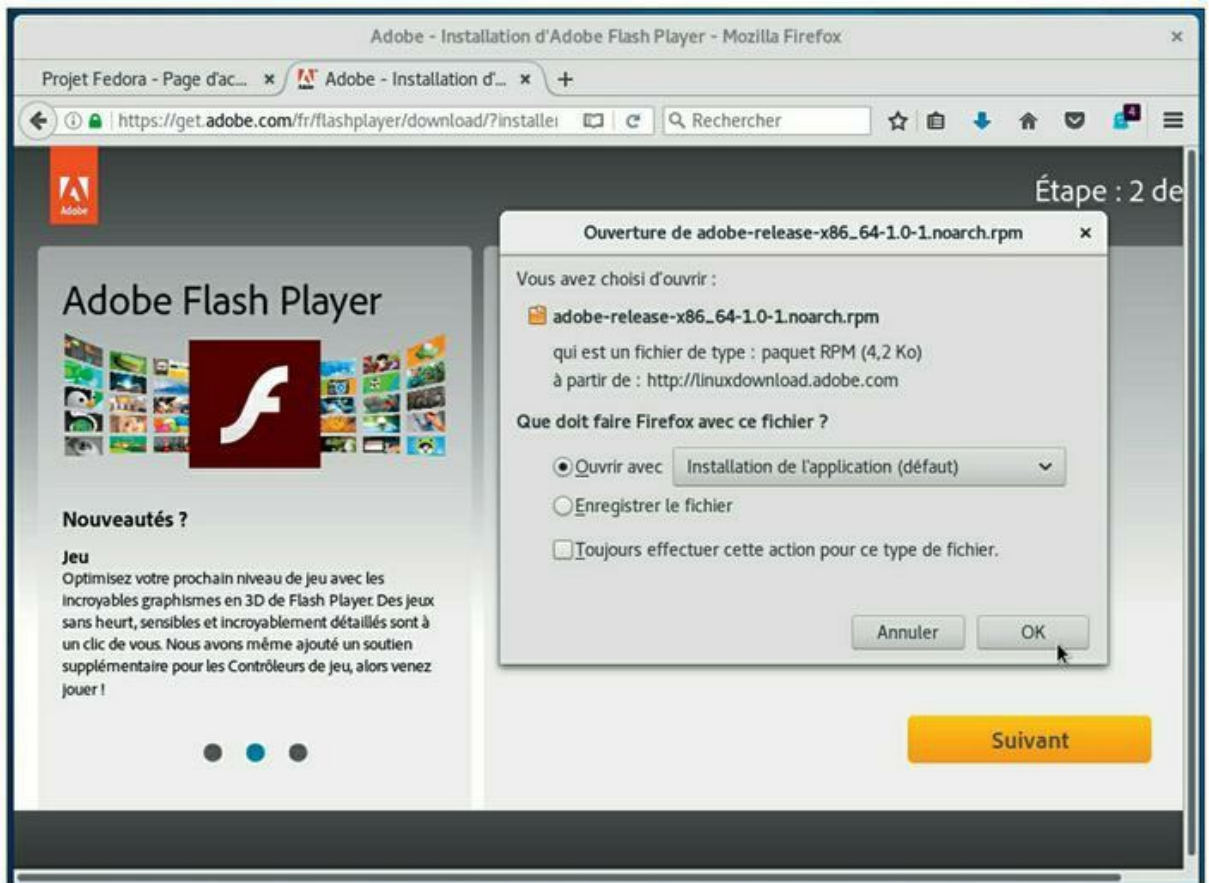 Adobe - Installation d'Adobe Flash Player - Mozilla Firefox
Projet Fedora - Page d'ac...
Adobe - Installation d'...
https://get.adobe.com/fr/flashplayer/download/?installer
Rechercher
4
Adobe
Étape : 2 de
Ouverture de adobe-release-x86_64-1.0-1.noarch.rpm
Vous avez choisi d'ouvrir :
adobe-release-x86_64-1.0-1.noarch.rpm
qui est un fichier de type : paquet RPM (4,2 Ko)
à partir de : http://linuxdownload.adobe.com
Que doit faire Firefox avec ce fichier ?
Ouvrir avec
Installation de l'application (défaut)
Enregistrer le fichier
Toujours effectuer cette action pour ce type de fichier.
Annuler
OK
Adobe Flash Player
Nouveautés ?
Jeu
Optimisez votre prochain niveau de jeu avec les
incroyables graphismes en 3D de Flash Player. Des jeux
sans heurt, sensibles et incroyablement détaillés sont à
un clic de vous. Nous avons même ajouté un soutien
supplémentaire pour les Contrôleurs de jeu, alors venez
jouer !
Suivant